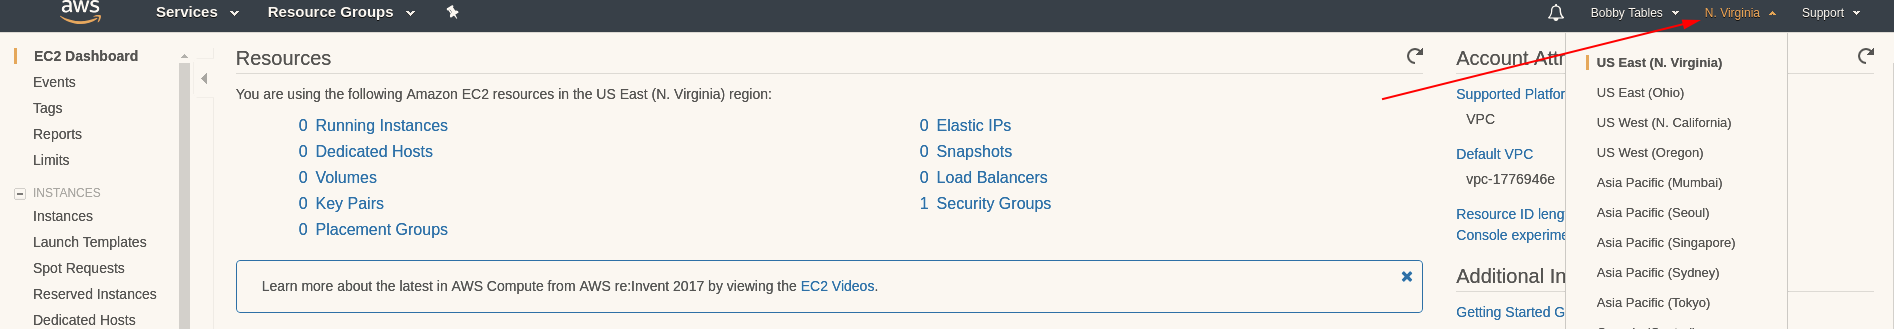 aws Services Resource Groups Bobby Tables N. Virginia Support
EC2 Dashboard
Events
Tags
Reports
Limits
INSTANCES
Instances
Launch Templates
Spot Requests
Reserved Instances
Dedicated Hosts
Resources
You are using the following Amazon EC2 resources in the US East (N. Virginia) region:
0 Running Instances
0 Dedicated Hosts
0 Volumes
0 Key Pairs
0 Placement Groups
0 Elastic IPs
0 Snapshots
0 Load Balancers
1 Security Groups
Learn more about the latest in AWS Compute from AWS re:Invent 2017 by viewing the EC2 Videos.
Account Att
Supported Platfor
VPC
Default VPC
vpc-1776946e
Resource ID leng
Console experime
Additional In
Getting Started G
US East (N. Virginia)
US East (Ohio)
US West (N. California)
US West (Oregon)
Asia Pacific (Mumbai)
Asia Pacific (Seoul)
Asia Pacific (Singapore)
Asia Pacific (Sydney)
Asia Pacific (Tokyo)